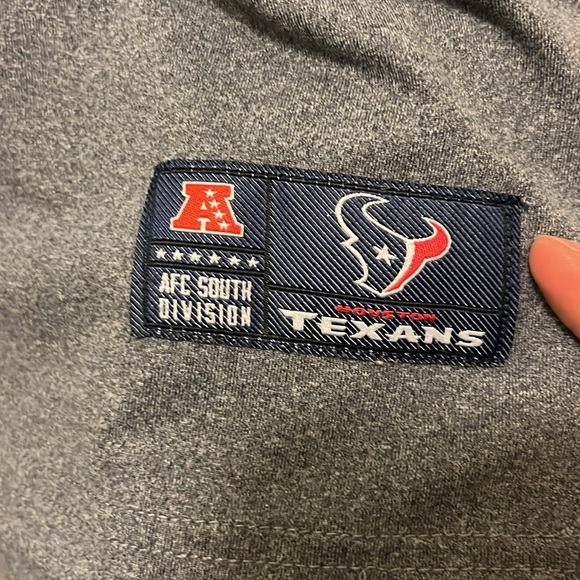 A
AFC SOUTH
DIVISION
HOUSTON
TEXANS